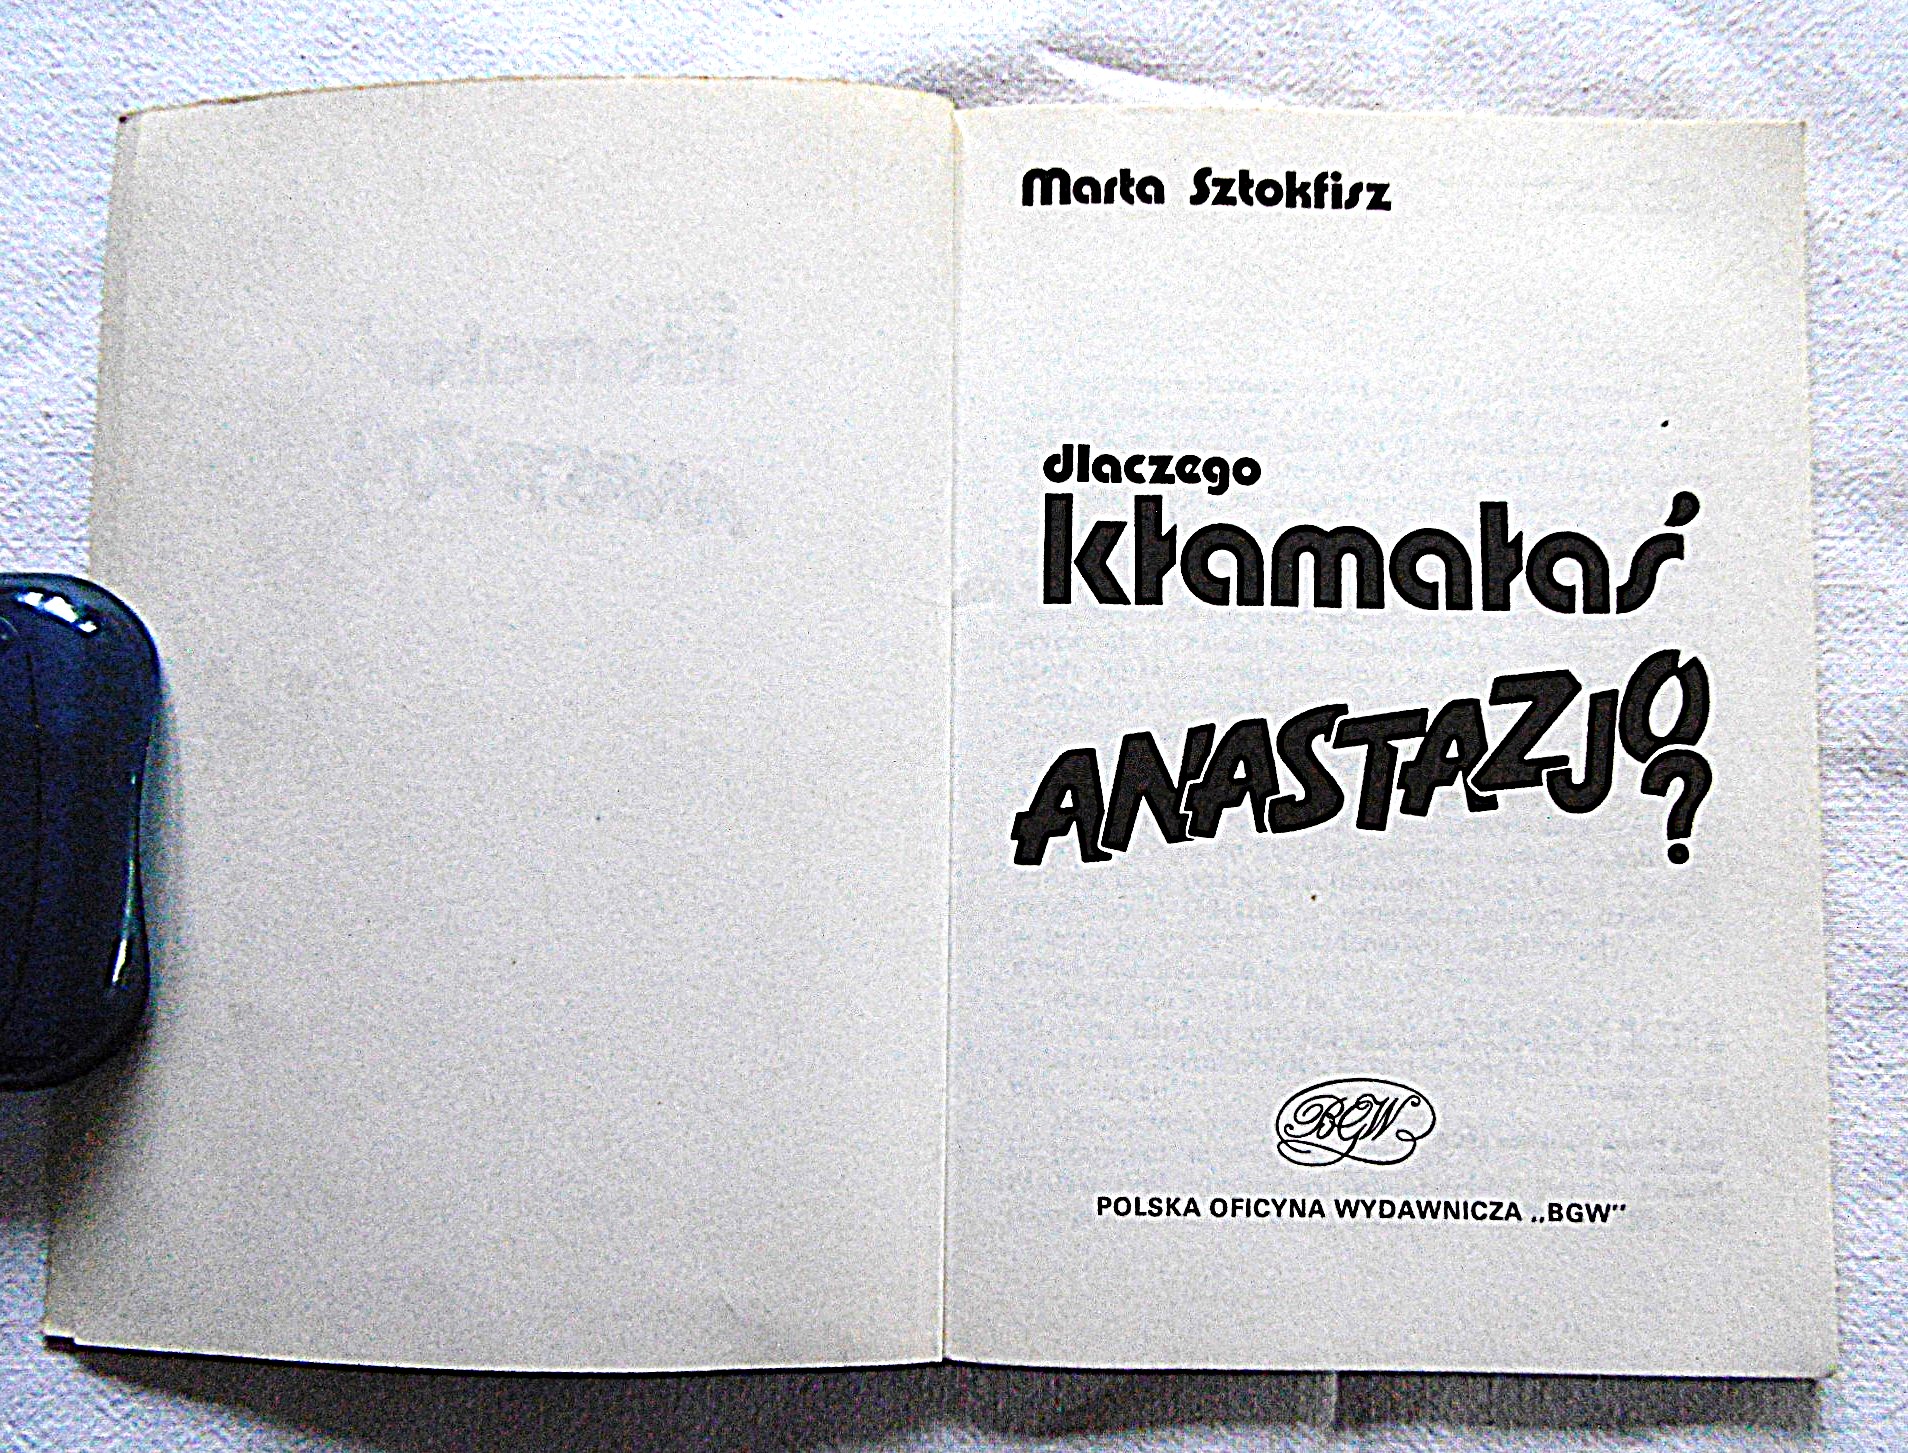 Marta Sztokfisz
dlaczego
kłamałaś
ANASTAZJO
?
BGW
POLSKA OFICYNA WYDAWNICZA „BGW”